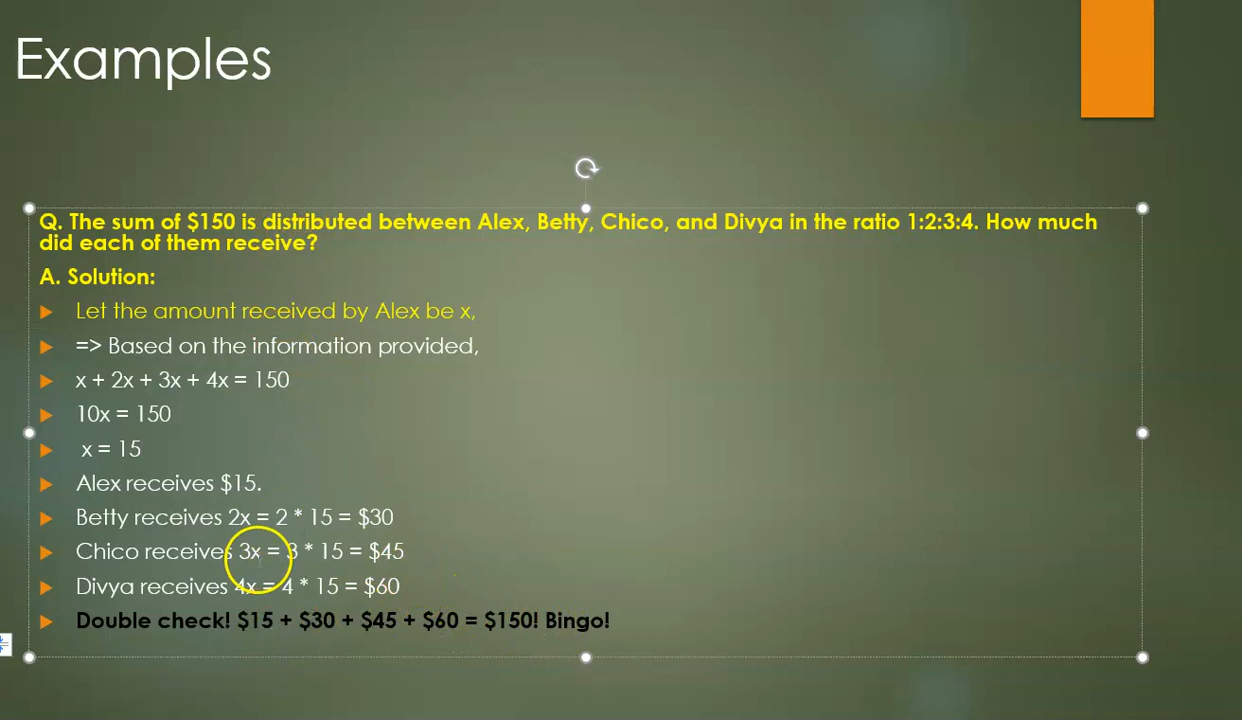 Examples
Q. The sum of $150 is distributed between Alex, Betty, Chico, and Divya in the ratio 1:2:3:4. How much
did each of them receive?
A. Solution:
Let the amount received by Alex be x,
=> Based on the information provided,
x + 2x + 3x + 4x = 150
10x = 150
x = 15
Alex receives $15.
Betty receives 2x = 2 * 15 = $30
Chico receives 3x = 3 * 15 = $45
Divya receives 4x = 4 * 15 = $60
Double check! $15 + $30 + $45 + $60 = $150! Bingo!